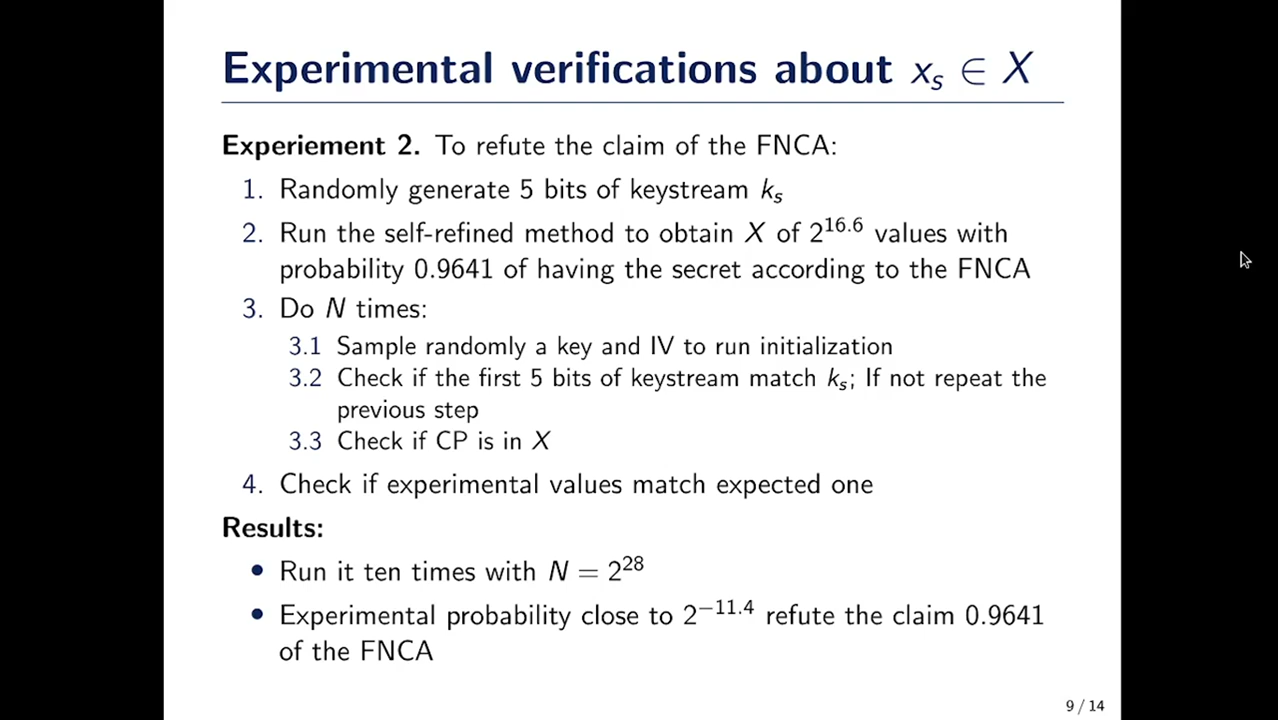 Experimental verifications about xₛ ∈ X
Experiement 2. To refute the claim of the FNCA:
1. Randomly generate 5 bits of keystream kₛ
2. Run the self-refined method to obtain X of 2^16.6 values with
probability 0.9641 of having the secret according to the FNCA
3. Do N times:
3.1 Sample randomly a key and IV to run initialization
3.2 Check if the first 5 bits of keystream match kₛ; If not repeat the
previous step
3.3 Check if CP is in X
4. Check if experimental values match expected one
Results:
• Run it ten times with N = 2^28
• Experimental probability close to 2^−11.4 refute the claim 0.9641
of the FNCA
9 / 14